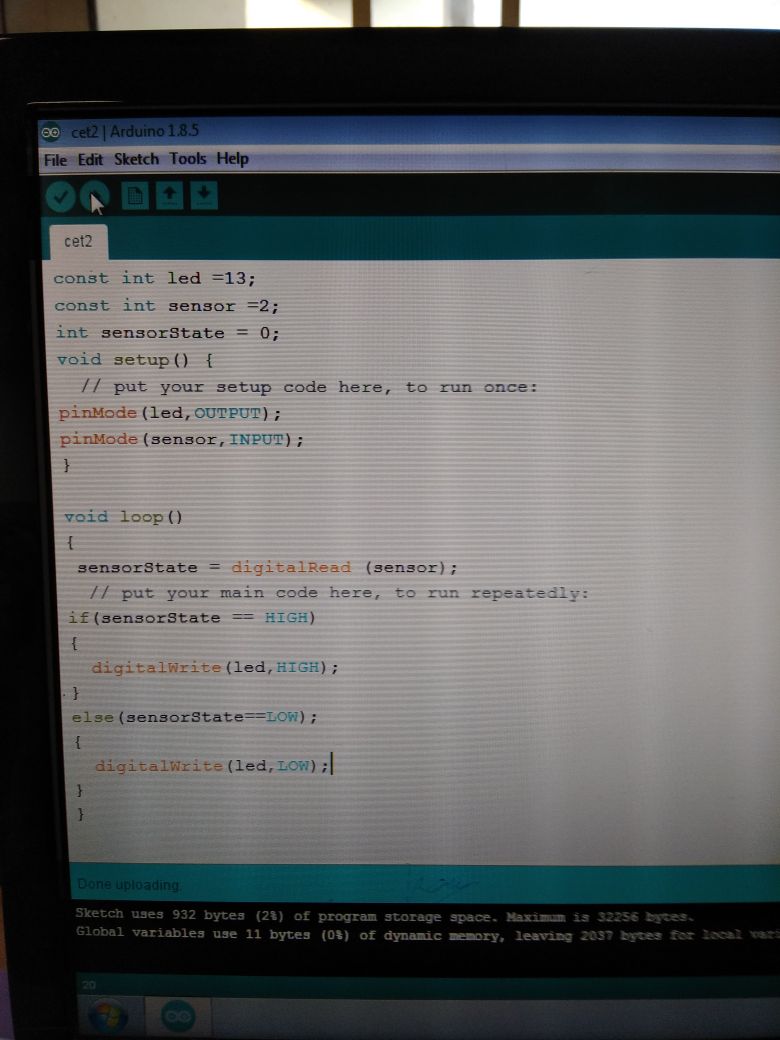 cet2 | Arduino 1.8.5
File Edit Sketch Tools Help
cet2
const int led =13;
const int sensor =2;
int sensorState = 0;
void setup() {
// put your setup code here, to run once:
pinMode(led,OUTPUT);
pinMode(sensor,INPUT);
}
void loop()
{
sensorState = digitalRead (sensor);
// put your main code here, to run repeatedly:
if(sensorState == HIGH)
{
digitalWrite(led,HIGH);
}
else(sensorState==LOW);
{
digitalWrite(led,LOW);
}
}
Done uploading.
Sketch uses 932 bytes (2%) of program storage space. Maximum is 32256 bytes.
Global variables use 11 bytes (0%) of dynamic memory, leaving 2037 bytes for local
20